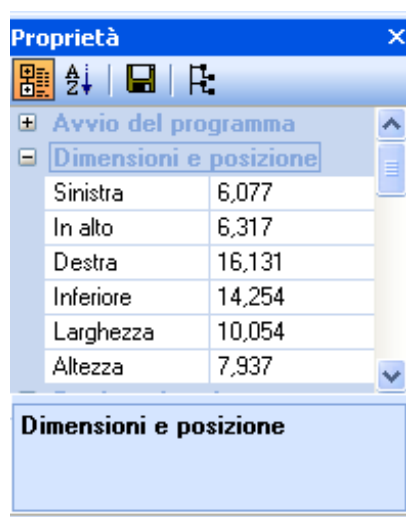 Proprietà
Avvio del programma
Dimensioni e posizione
Sinistra 6,077
In alto 6,317
Destra 16,131
Inferiore 14,254
Larghezza 10,054
Altezza 7,937
Dimensioni e posizione